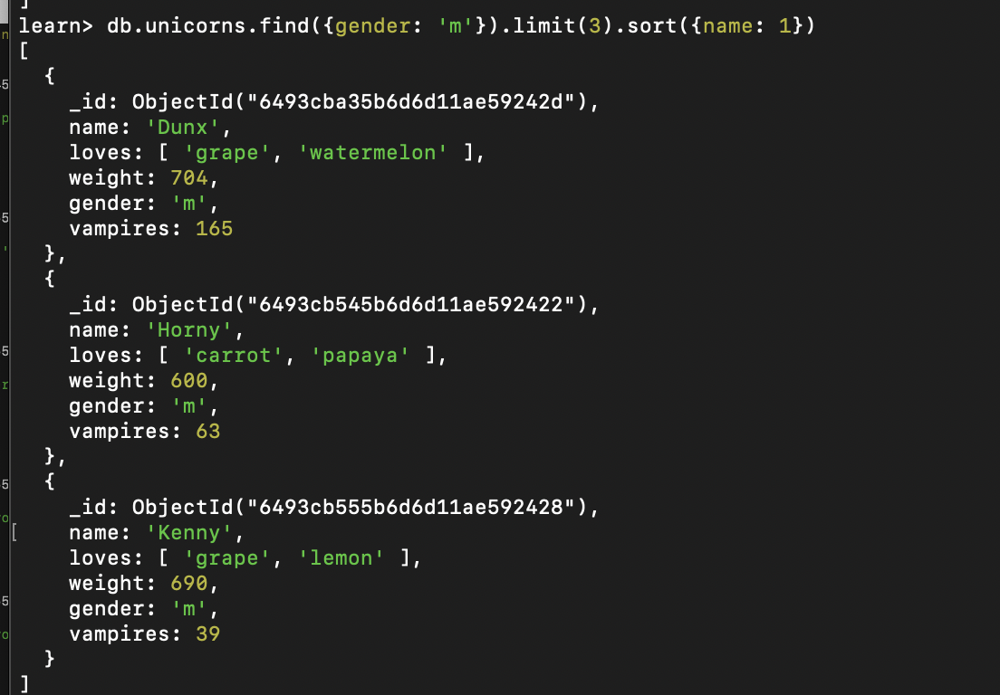 ]
learn> db.unicorns.find({gender: 'm'}).limit(3).sort({name: 1})
[
  {
    _id: ObjectId("6493cba35b6d6d11ae59242d"),
    name: 'Dunx',
    loves: [ 'grape', 'watermelon' ],
    weight: 704,
    gender: 'm',
    vampires: 165
  },
  {
    _id: ObjectId("6493cb545b6d6d11ae592422"),
    name: 'Horny',
    loves: [ 'carrot', 'papaya' ],
    weight: 600,
    gender: 'm',
    vampires: 63
  },
  {
    _id: ObjectId("6493cb555b6d6d11ae592428"),
    name: 'Kenny',
    loves: [ 'grape', 'lemon' ],
    weight: 690,
    gender: 'm',
    vampires: 39
  }
]